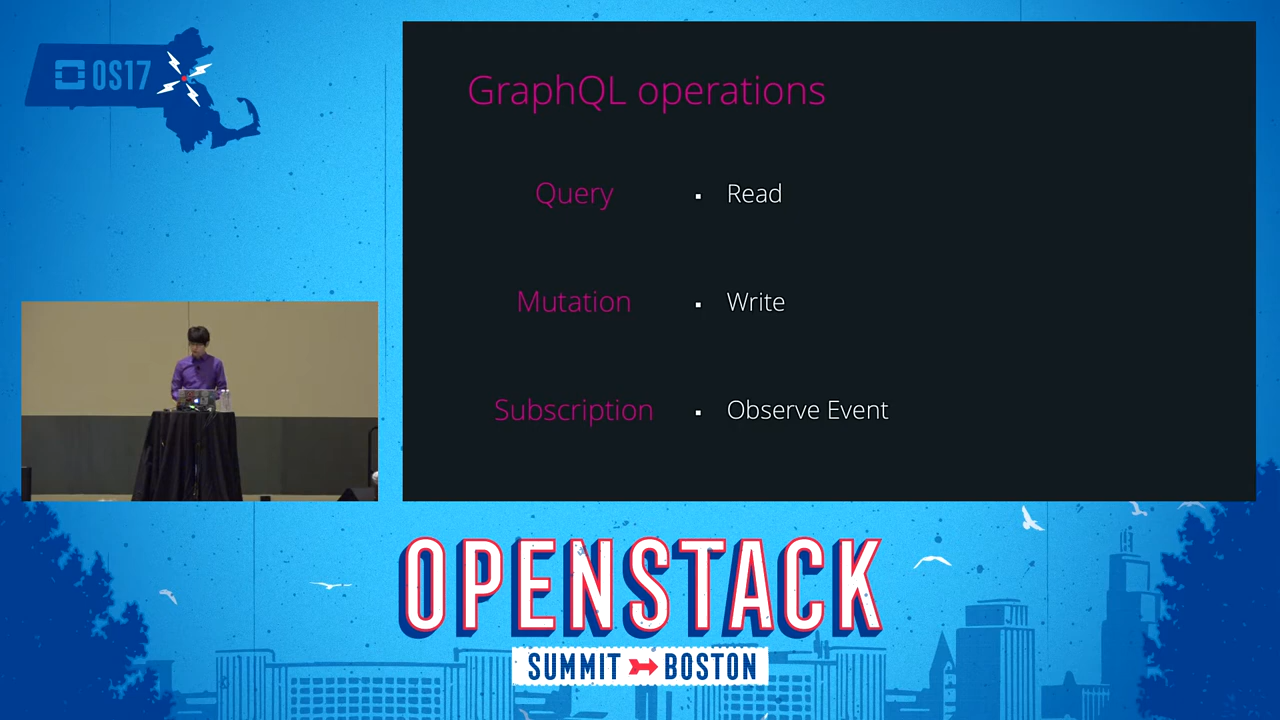 OS17
GraphQL operations
Query ▪ Read
Mutation ▪ Write
Subscription ▪ Observe Event
OPENSTACK
SUMMIT BOSTON